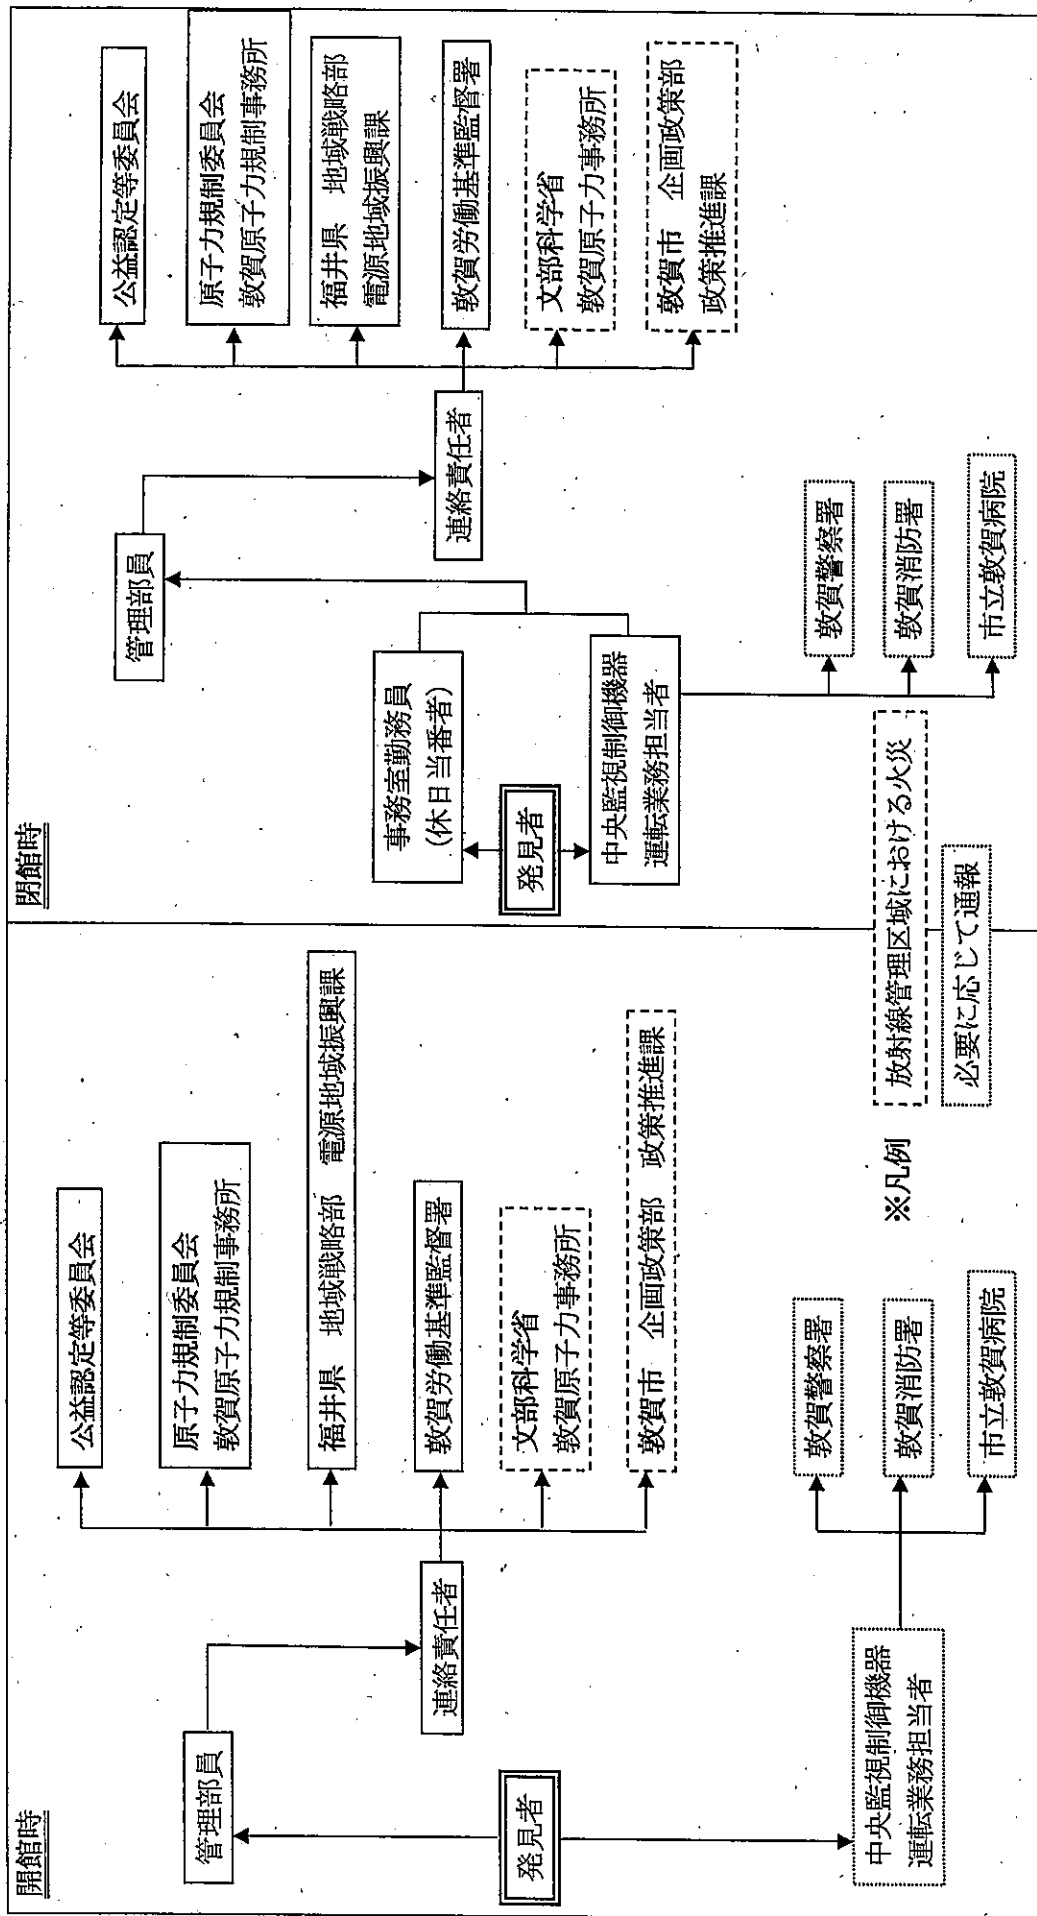 開館時
公益認定等委員会
原子力規制委員会
敦賀原子力規制事務所
福井県　地域戦略部　電源地域振興課
敦賀労働基準監督署
文部科学省
敦賀原子力事務所
敦賀市　企画政策部　政策推進課
管理部員
連絡責任者
発見者
中央監視制御機器
運転業務担当者
敦賀警察署
敦賀消防署
市立敦賀病院
閉館時
公益認定等委員会
原子力規制委員会
敦賀原子力規制事務所
福井県　地域戦略部
電源地域振興課
敦賀労働基準監督署
文部科学省
敦賀原子力事務所
敦賀市　企画政策部
政策推進課
管理部員
連絡責任者
事務室勤務員
(休日当番者)
発見者
中央監視制御機器
運転業務担当者
敦賀警察署
敦賀消防署
市立敦賀病院
※凡例
放射線管理区域における火災
必要に応じて通報